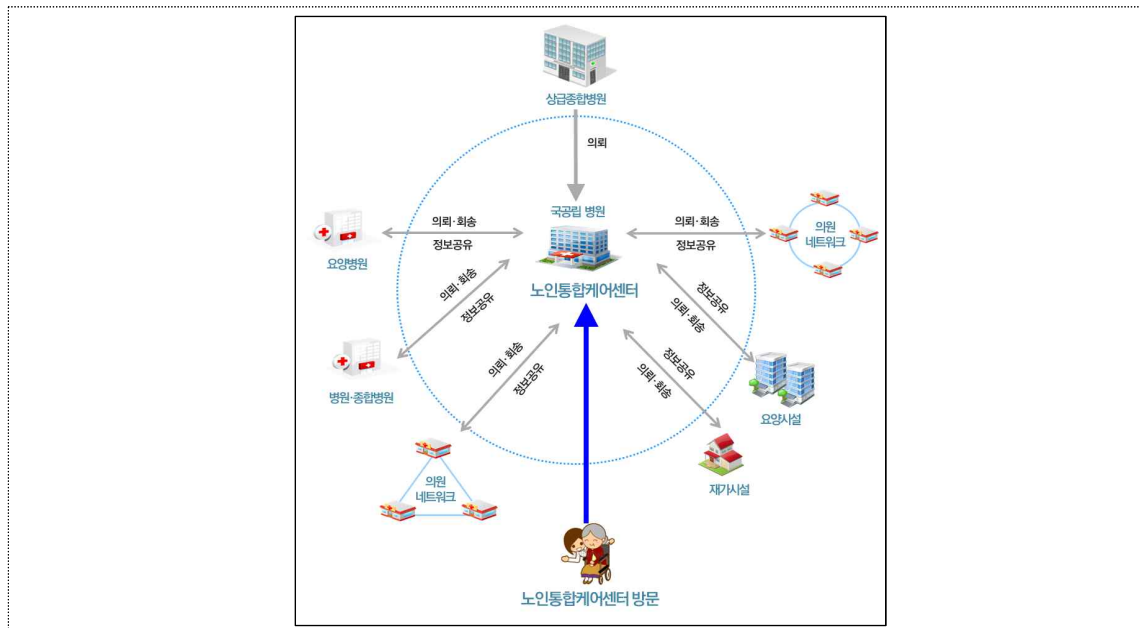 상급종합병원
의뢰
국공립 병원
노인통합케어센터
의뢰·회송
정보공유
요양병원
의뢰·회송
정보공유
의원
네트워크
의뢰·회송
정보공유
병원·종합병원
정보공유
의뢰·회송
요양시설
의뢰·회송
정보공유
의원
네트워크
정보공유
의뢰·회송
재가시설
노인통합케어센터 방문